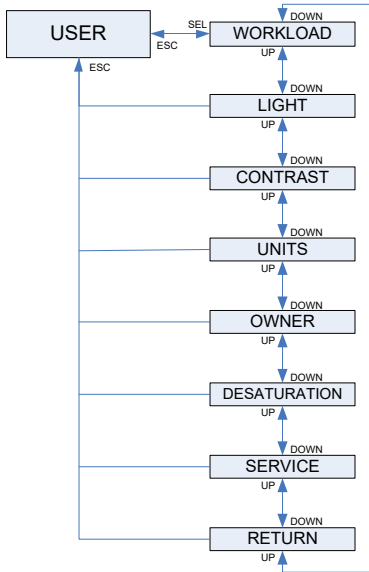 DOWN
USER
SEL
WORKLOAD
ESC
UP
ESC
DOWN
LIGHT
UP
DOWN
CONTRAST
UP
DOWN
UNITS
UP
DOWN
OWNER
UP
DOWN
DESATURATION
UP
DOWN
SERVICE
UP
DOWN
RETURN
UP